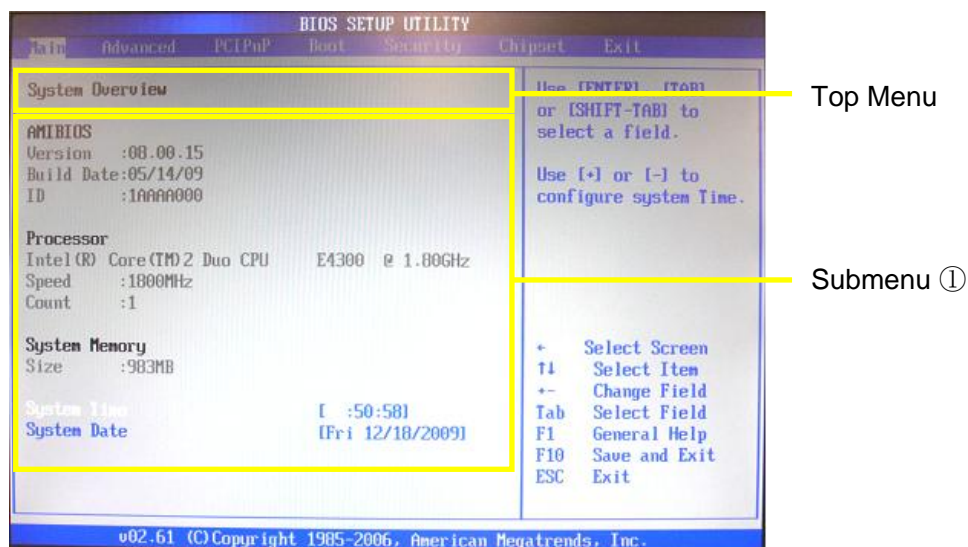 BIOS SETUP UTILITY
Main Advanced PCIPnP Boot Security Chipset Exit
System Overview
AMIBIOS
Version :08.00.15
Build Date:05/14/09
ID :1AAAA000
Processor
Intel(R) Core(TM)2 Duo CPU E4300 @ 1.80GHz
Speed :1800MHz
Count :1
System Memory
Size :983MB
System Time [ :50:58]
System Date [Fri 12/18/2009]
Use [ENTER] [TAB]
or [SHIFT-TAB] to
select a field.
Use [+] or [-] to
configure system Time.
← Select Screen
↑↓ Select Item
+- Change Field
Tab Select Field
F1 General Help
F10 Save and Exit
ESC Exit
v02.61 (C)Copyright 1985-2006, American Megatrends, Inc.
Top Menu
Submenu ①